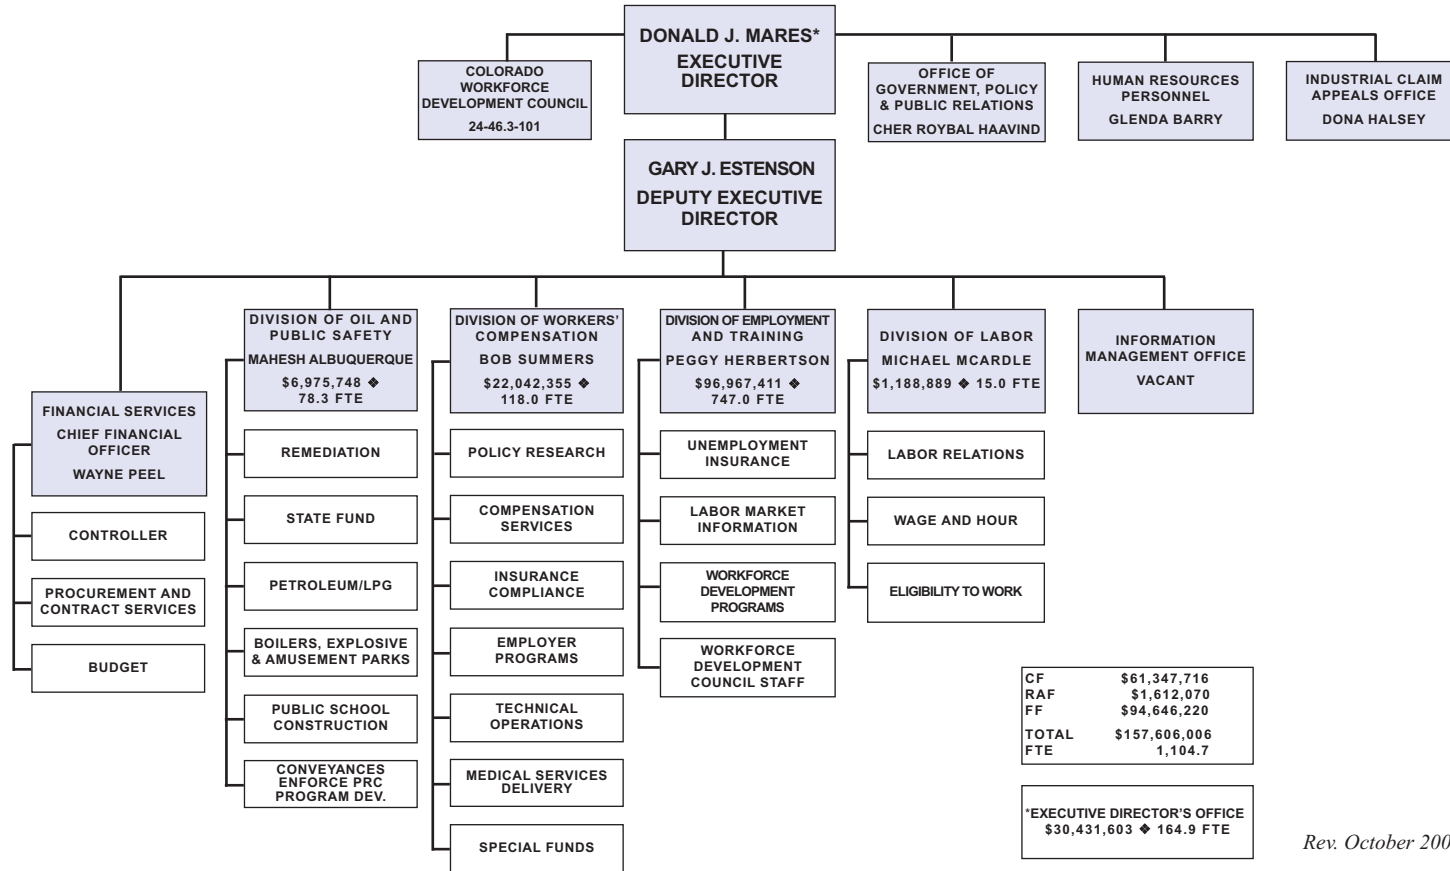 DONALD J. MARES*
EXECUTIVE
DIRECTOR
COLORADO
WORKFORCE
DEVELOPMENT COUNCIL
24-46.3-101
OFFICE OF
GOVERNMENT, POLICY
& PUBLIC RELATIONS
CHER ROYBAL HAAVIND
HUMAN RESOURCES
PERSONNEL
GLENDA BARRY
INDUSTRIAL CLAIM
APPEALS OFFICE
DONA HALSEY
GARY J. ESTENSON
DEPUTY EXECUTIVE
DIRECTOR
FINANCIAL SERVICES
CHIEF FINANCIAL
OFFICER
WAYNE PEEL
CONTROLLER
PROCUREMENT AND
CONTRACT SERVICES
BUDGET
DIVISION OF OIL AND
PUBLIC SAFETY
MAHESH ALBUQUERQUE
$6,975,748 ❖
78.3 FTE
REMEDIATION
STATE FUND
PETROLEUM/LPG
BOILERS, EXPLOSIVE
& AMUSEMENT PARKS
PUBLIC SCHOOL
CONSTRUCTION
CONVEYANCES
ENFORCE PRC
PROGRAM DEV.
DIVISION OF WORKERS’
COMPENSATION
BOB SUMMERS
$22,042,355 ❖
118.0 FTE
POLICY RESEARCH
COMPENSATION
SERVICES
INSURANCE
COMPLIANCE
EMPLOYER
PROGRAMS
TECHNICAL
OPERATIONS
MEDICAL SERVICES
DELIVERY
SPECIAL FUNDS
DIVISION OF EMPLOYMENT
AND TRAINING
PEGGY HERBERTSON
$96,967,411 ❖
747.0 FTE
UNEMPLOYMENT
INSURANCE
LABOR MARKET
INFORMATION
WORKFORCE
DEVELOPMENT
PROGRAMS
WORKFORCE
DEVELOPMENT
COUNCIL STAFF
DIVISION OF LABOR
MICHAEL MCARDLE
$1,188,889 ❖ 15.0 FTE
LABOR RELATIONS
WAGE AND HOUR
ELIGIBILITY TO WORK
INFORMATION
MANAGEMENT OFFICE
VACANT
CF $61,347,716
RAF $1,612,070
FF $94,646,220
TOTAL $157,606,006
FTE 1,104.7
*EXECUTIVE DIRECTOR'S OFFICE
$30,431,603 ❖ 164.9 FTE
Rev. October 200